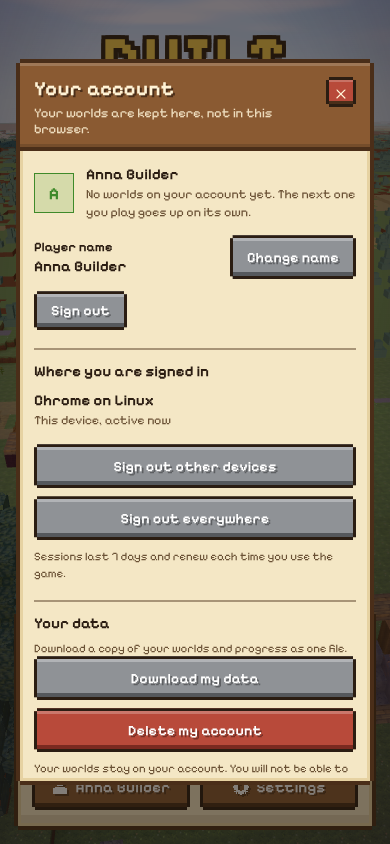 BUILT
Your account
Your worlds are kept here, not in this
browser.
A
Anna Builder
No worlds on your account yet. The next one
you play goes up on its own.
Player name
Anna Builder
Change name
Sign out
Where you are signed in
Chrome on Linux
This device, active now
Sign out other devices
Sign out everywhere
Sessions last 7 days and renew each time you use the
game.
Your data
Download a copy of your worlds and progress as one file.
Download my data
Delete my account
Your worlds stay on your account. You will not be able to
Anna Builder
Settings